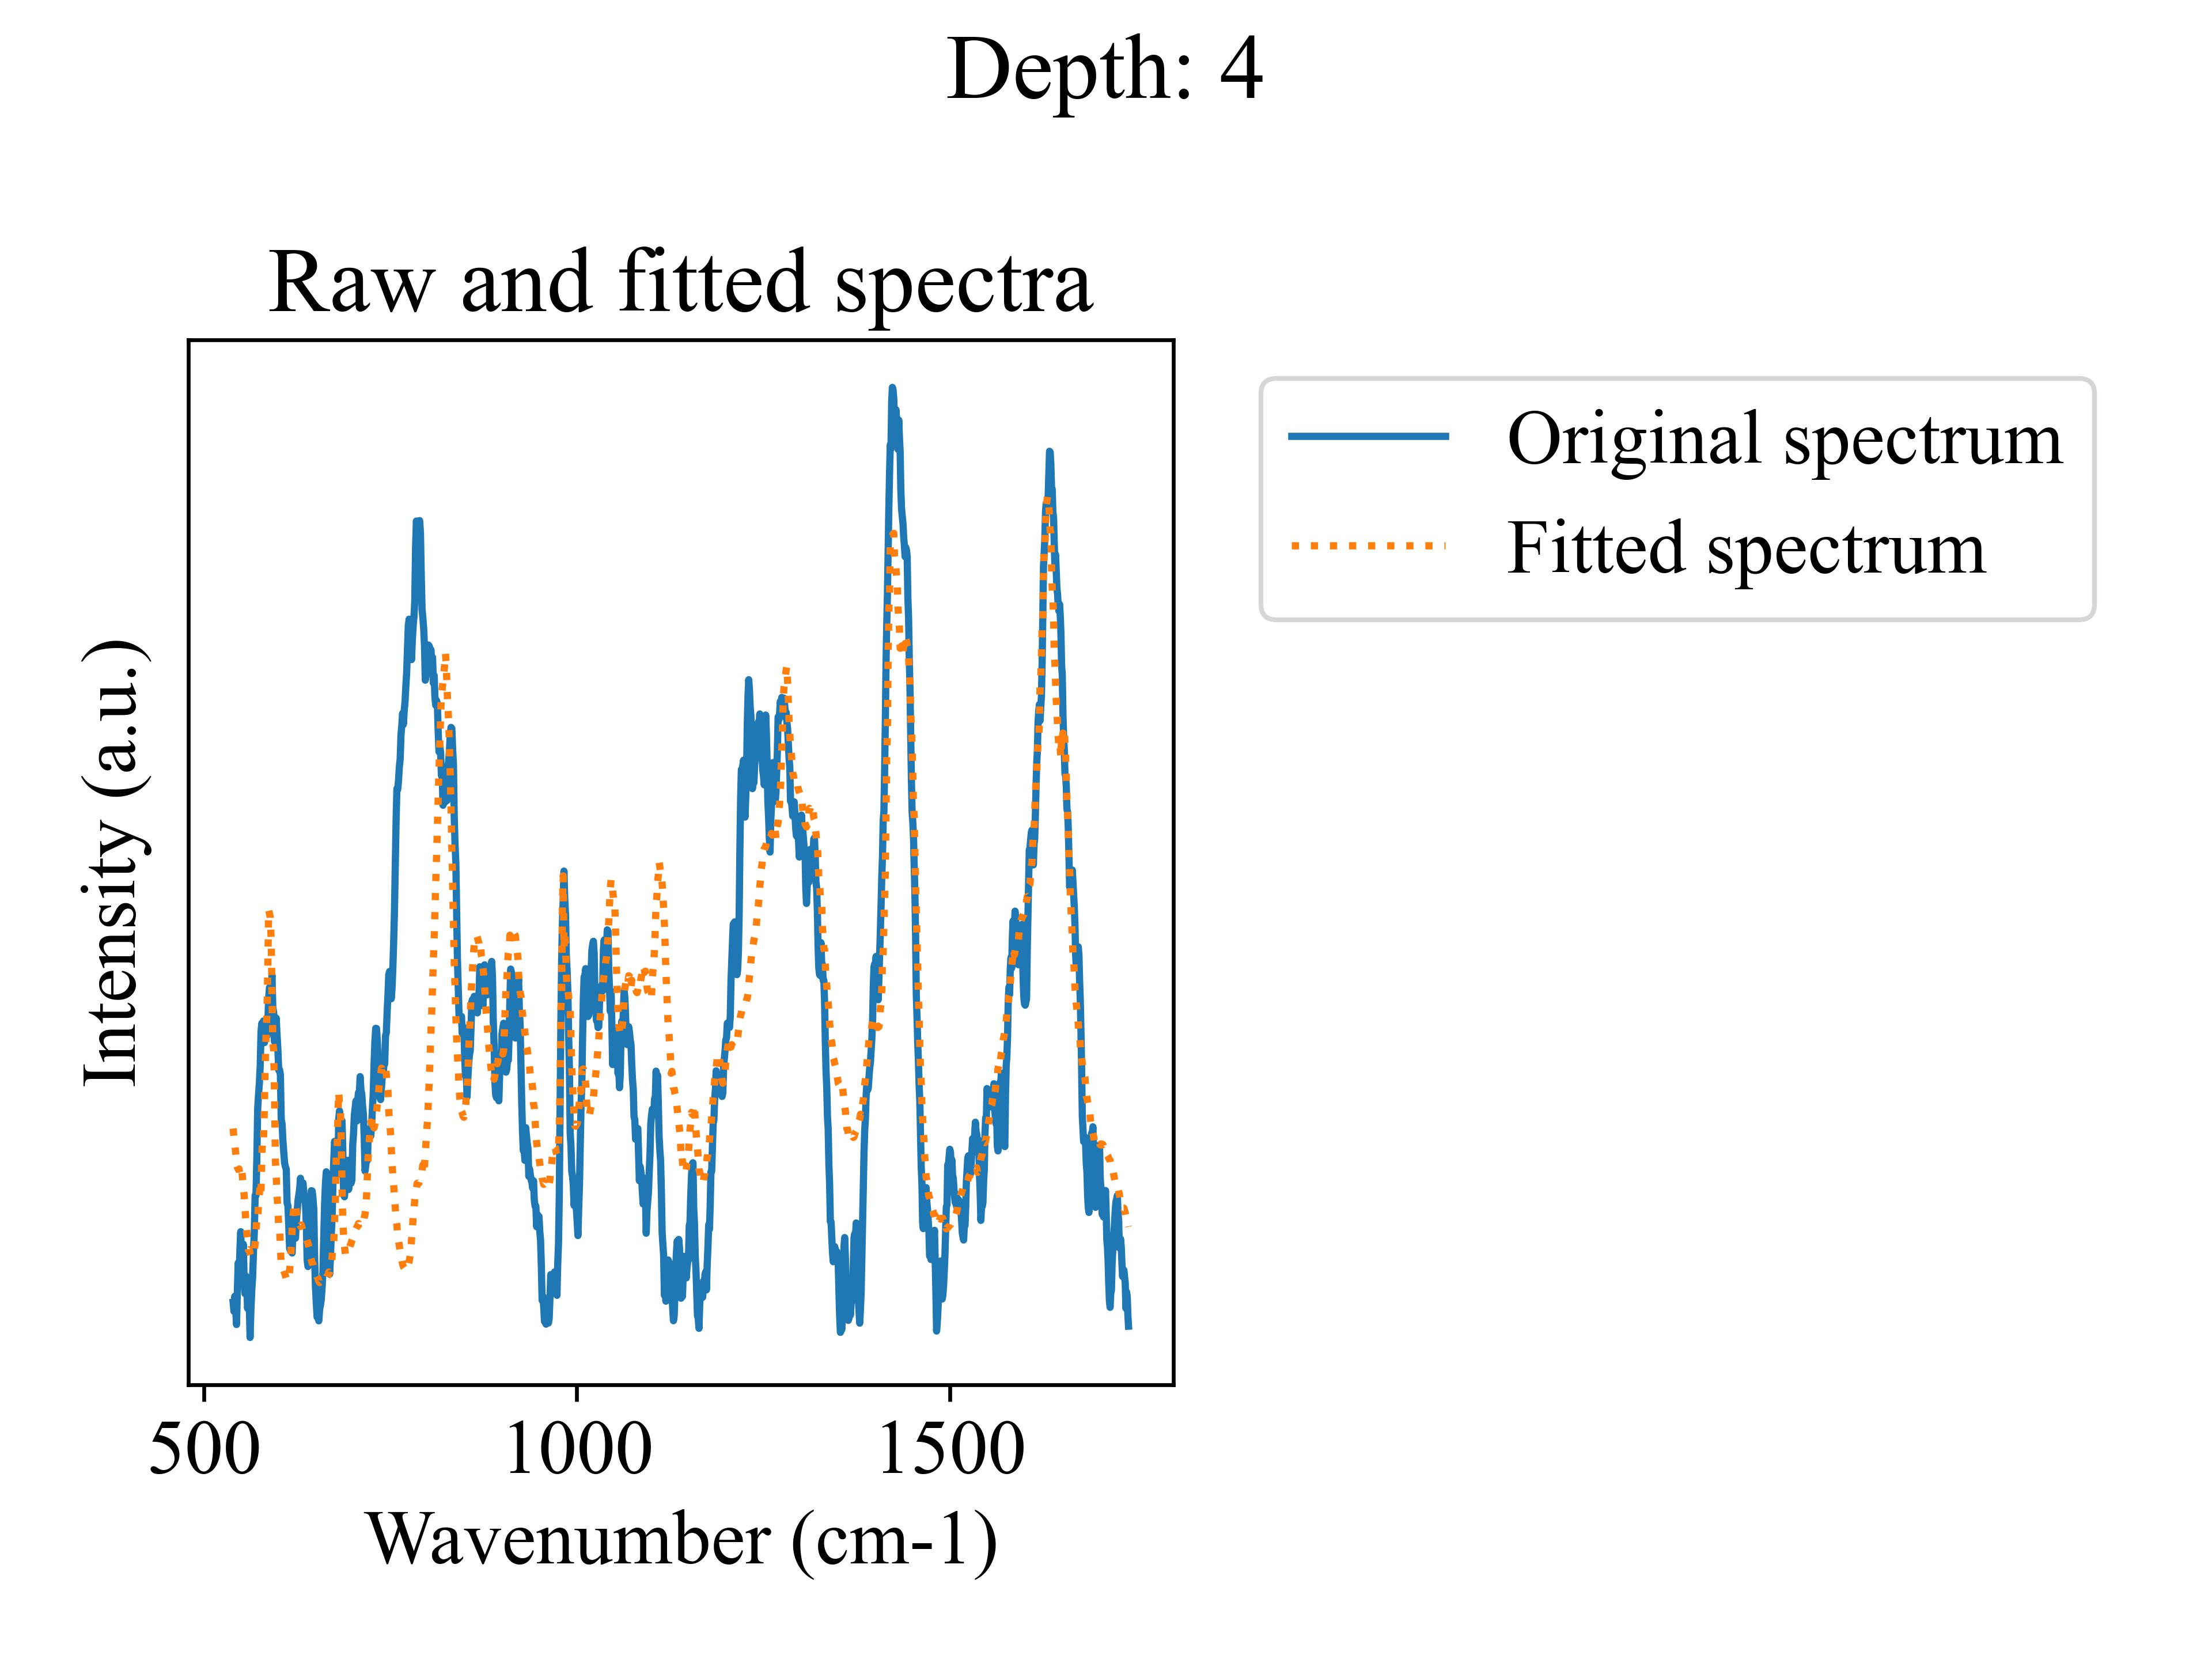 Depth: 4
Raw and fitted spectra
Original spectrum
Fitted spectrum
Intensity (a.u.)
500 1000 1500
Wavenumber (cm-1)